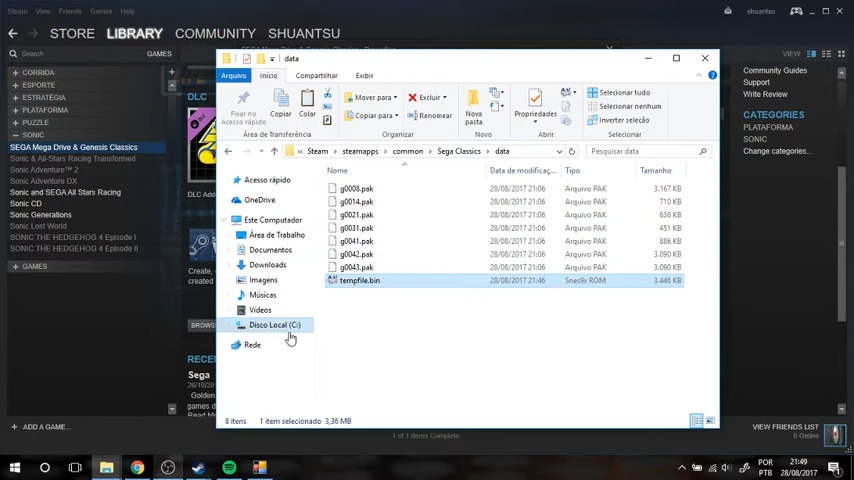 Steam View Friends Games Help
shuantsu
STORE LIBRARY COMMUNITY SHUANTSU
Search GAMES
VIEW
CORRIDA
ESPORTE
ESTRATÉGIA
PLATAFORMA
PUZZLE
SONIC
SEGA Mega Drive & Genesis Classics
Sonic & All-Stars Racing Transformed
Sonic Adventure™ 2
Sonic Adventure DX
Sonic and SEGA All Stars Racing
Sonic CD
Sonic Generations
Sonic Lost World
SONIC THE HEDGEHOG 4 Episode I
SONIC THE HEDGEHOG 4 Episode II
GAMES
DLC
DLC Add
Create,
BROWS
RECEN
Sega
26/10/
Golden
games d
data
Arquivo Início Compartilhar Exibir
Fixar no Acesso rápido
Copiar
Colar
Mover para
Copiar para
Excluir
Renomear
Nova pasta
Propriedades
Selecionar tudo
Selecionar nenhum
Inverter seleção
Área de Transferência Organizar Novo Abrir Selecionar
Steam steamapps common Sega Classics data
Pesquisar data
Acesso rápido
OneDrive
Este Computador
Área de Trabalho
Documentos
Downloads
Imagens
Músicas
Vídeos
Disco Local (C:)
Rede
Nome Data de modificaç... Tipo Tamanho
g0008.pak 28/08/2017 21:06 Arquivo PAK 3.167 KB
g0014.pak 28/08/2017 21:06 Arquivo PAK 710 KB
g0021.pak 28/08/2017 21:06 Arquivo PAK 636 KB
g0031.pak 28/08/2017 21:06 Arquivo PAK 451 KB
g0041.pak 28/08/2017 21:06 Arquivo PAK 886 KB
g0042.pak 28/08/2017 21:06 Arquivo PAK 3.090 KB
g0043.pak 28/08/2017 21:06 Arquivo PAK 3.090 KB
tempfile.bin 28/08/2017 21:46 Snes9x ROM 3.446 KB
8 itens 1 item selecionado 3,36 MB
Community Guides
Support
Write Review
CATEGORIES
PLATAFORMA
SONIC
Change categories...
ADD A GAME...
1 of 1 Items Complete
VIEW FRIENDS LIST
0 Online
POR
PTB
21:49
28/08/2017